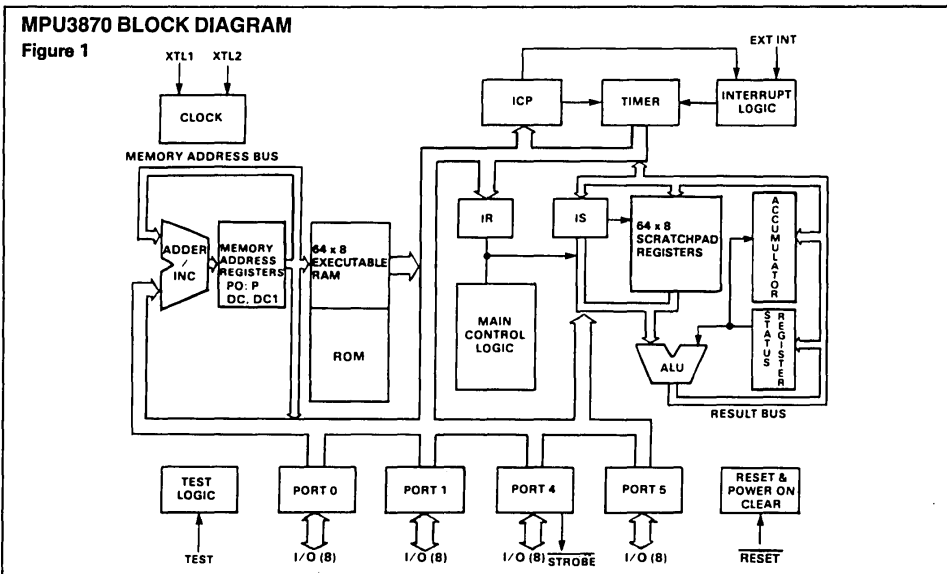 MPU3870 BLOCK DIAGRAM
Figure 1
XTL1
XTL2
EXT INT
CLOCK
ICP
TIMER
INTERRUPT
LOGIC
MEMORY ADDRESS BUS
ADDER
/
INC
MEMORY
ADDRESS
REGISTERS
PO: P
DC, DC1
64 x 8
EXECUTABLE
RAM
ROM
IR
IS
64 x 8
SCRATCHPAD
REGISTERS
ACCUMULATOR
MAIN
CONTROL
LOGIC
ALU
STATUS
REGISTER
RESULT BUS
TEST
LOGIC
PORT 0
PORT 1
PORT 4
PORT 5
RESET &
POWER ON
CLEAR
TEST
I/O (8)
I/O (8)
I/O (8)
STROBE
I/O (8)
RESET